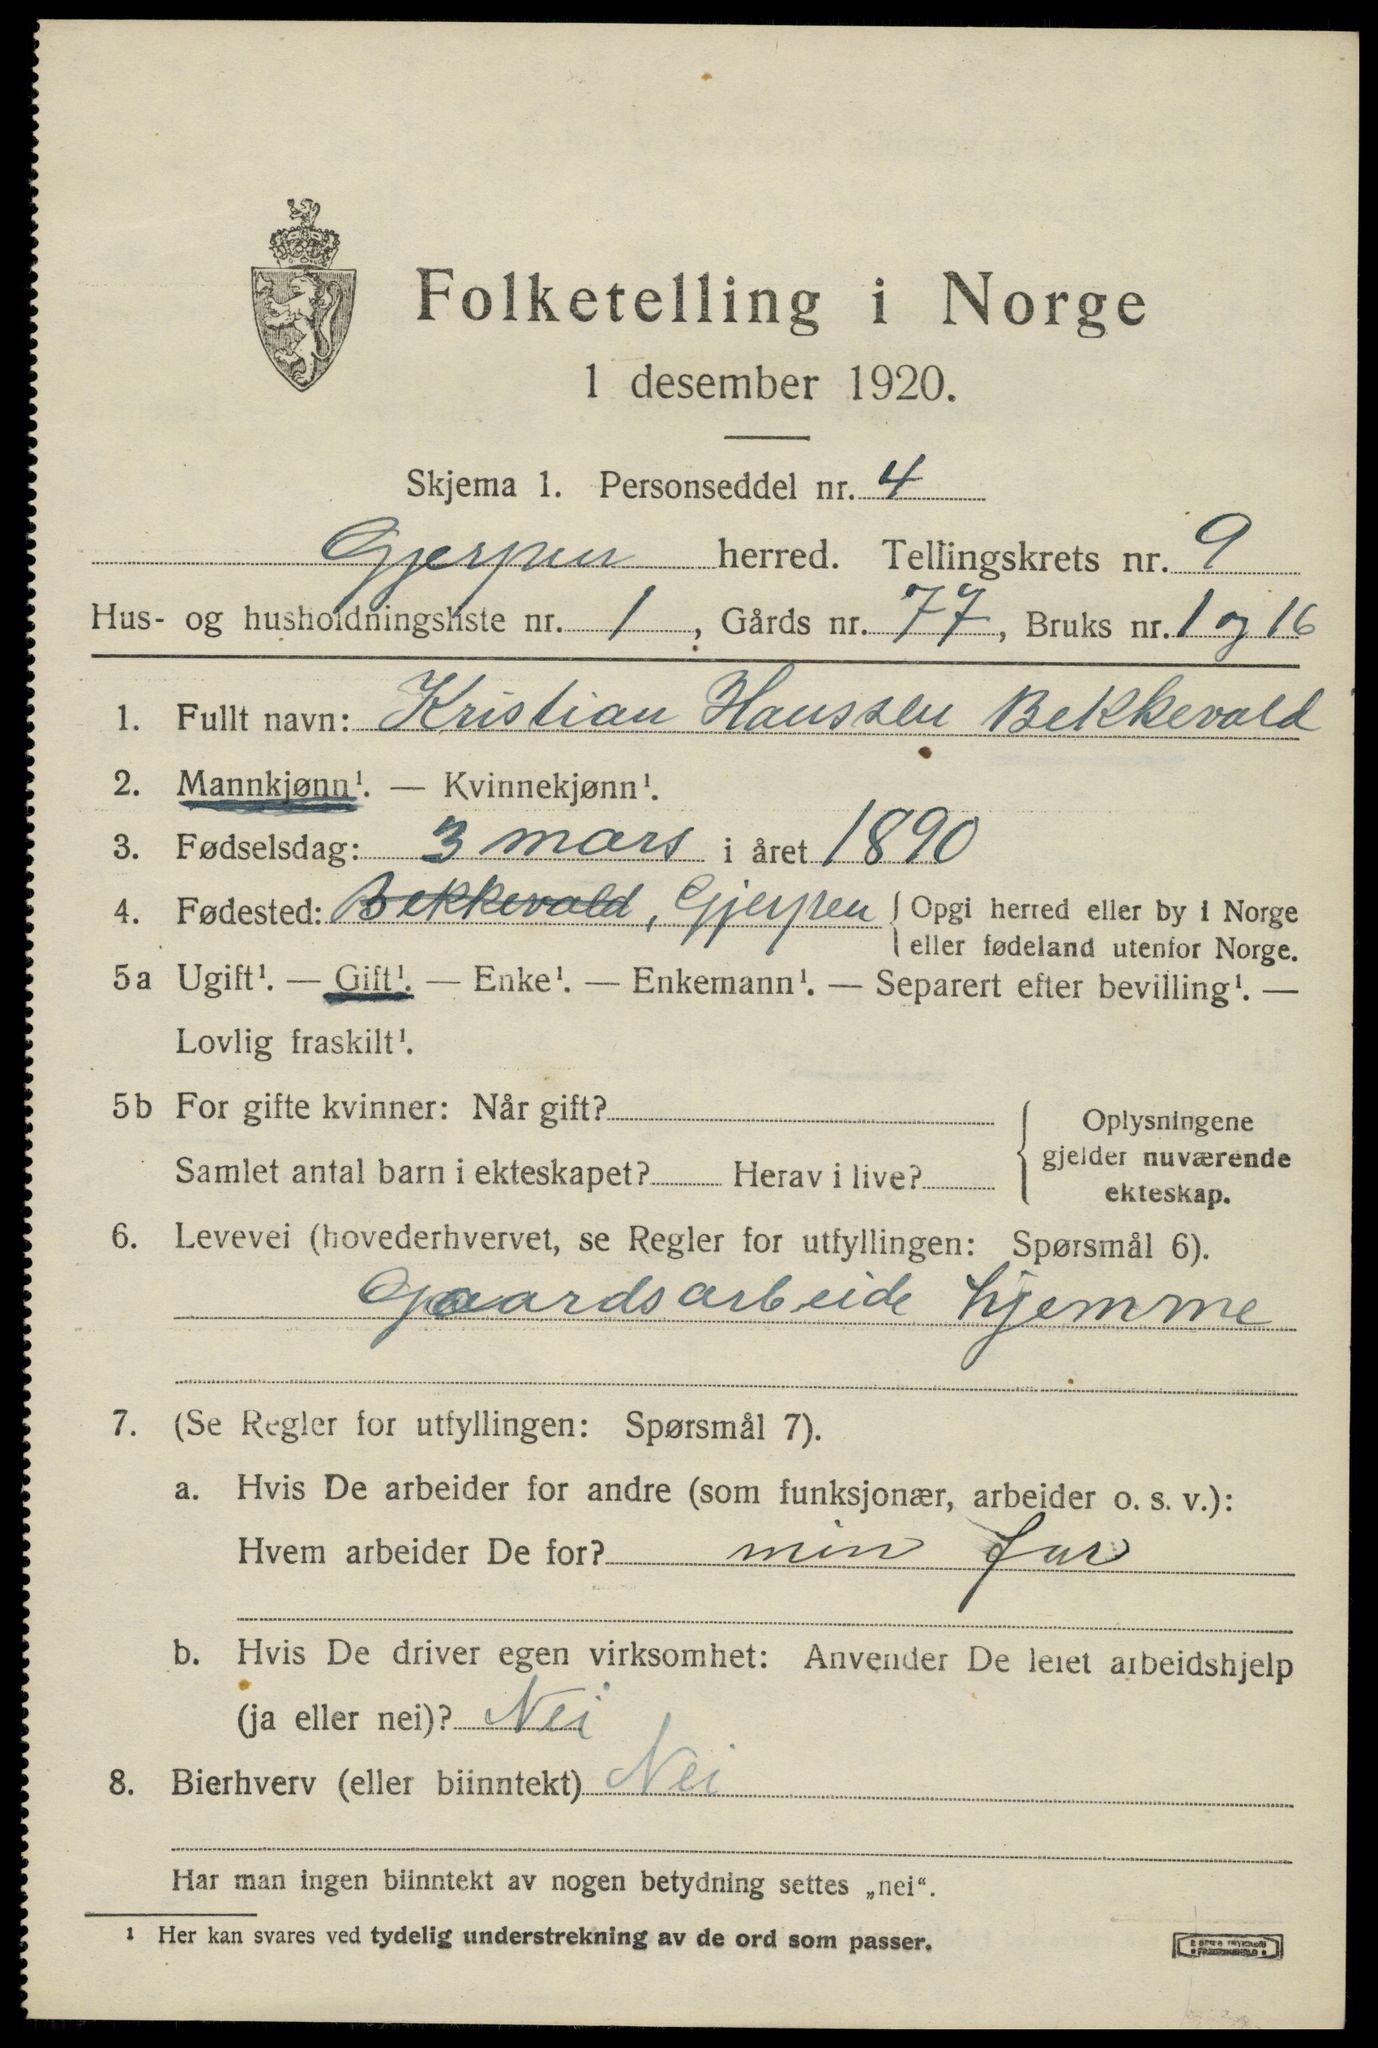 Folketelling i Norge
1 desember 1920.
Skjema 1. Personseddel nr. 4
Gjerpen herred. Tellingskrets nr. 9
Hus- og husholdningsliste nr. 1, Gårds nr. 77, Bruks nr. 1 og 16
1. Fullt navn: Kristian Hanssen Bekkevold
2. Mannkjønn¹. — Kvinnekjønn¹.
3. Fødselsdag: 3 mars i året 1890
4. Fødested: Bekkevold, Gjerpen { Opgi herred eller by i Norge
eller fødeland utenfor Norge.
5a Ugift¹. — Gift¹. — Enke¹. — Enkemann¹. — Separert efter bevilling¹. —
Lovlig fraskilt¹.
5b For gifte kvinner: Når gift?
Samlet antal barn i ekteskapet? Herav i live?
Oplysningene
gjelder nuværende
ekteskap.
6. Levevei (hovederhvervet, se Regler for utfyllingen: Spørsmål 6).
Gaardsarbeide hjemme
7. (Se Regler for utfyllingen: Spørsmål 7).
a. Hvis De arbeider for andre (som funksjonær, arbeider o. s. v.):
Hvem arbeider De for? min far
b. Hvis De driver egen virksomhet: Anvender De leiet arbeidshjelp
(ja eller nei)? Nei
8. Bierhverv (eller biinntekt) Nei
Har man ingen biinntekt av nogen betydning settes „nei“.
¹ Her kan svares ved tydelig understrekning av de ord som passer.